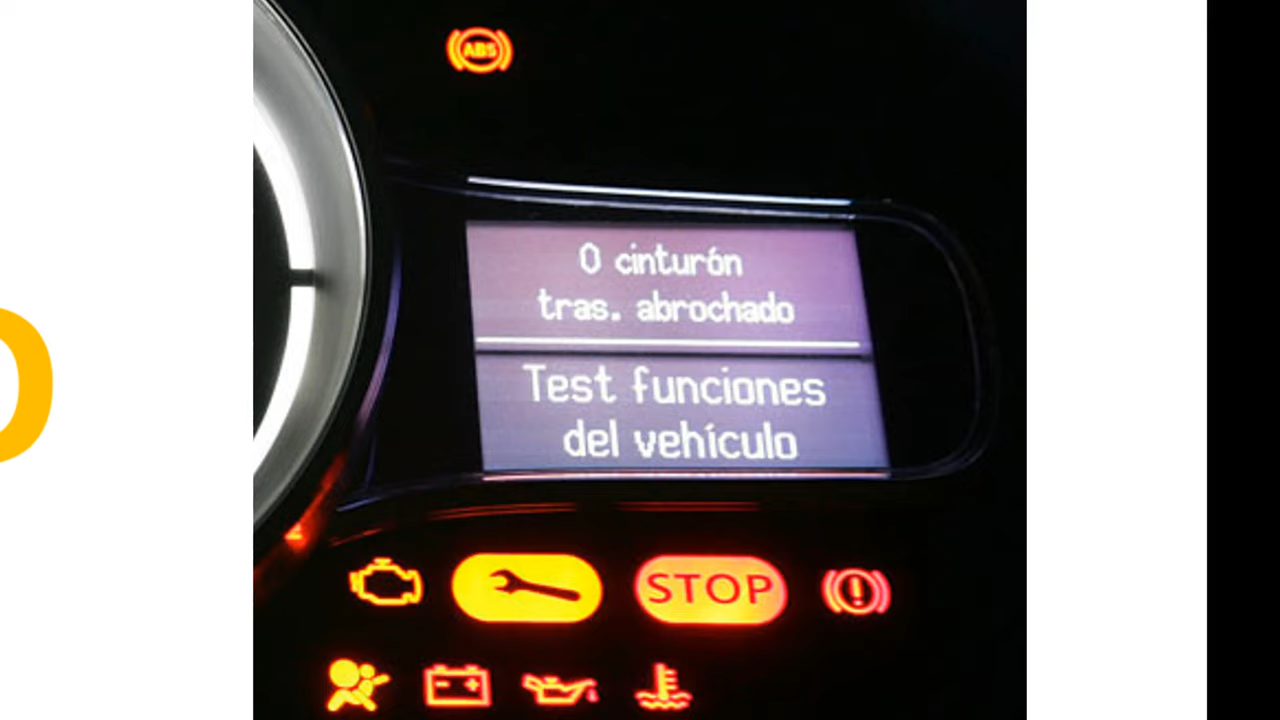 ABS
0 cinturón
tras. abrochado
Test funciones
del vehículo
STOP